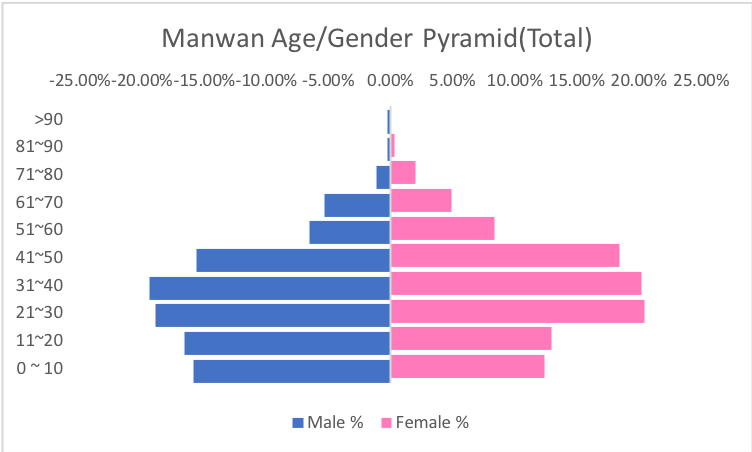 Manwan Age/Gender Pyramid(Total)
-25.00%-20.00%-15.00%-10.00% -5.00% 0.00% 5.00% 10.00% 15.00% 20.00% 25.00%
>90
81~90
71~80
61~70
51~60
41~50
31~40
21~30
11~20
0 ~ 10
Male % Female %